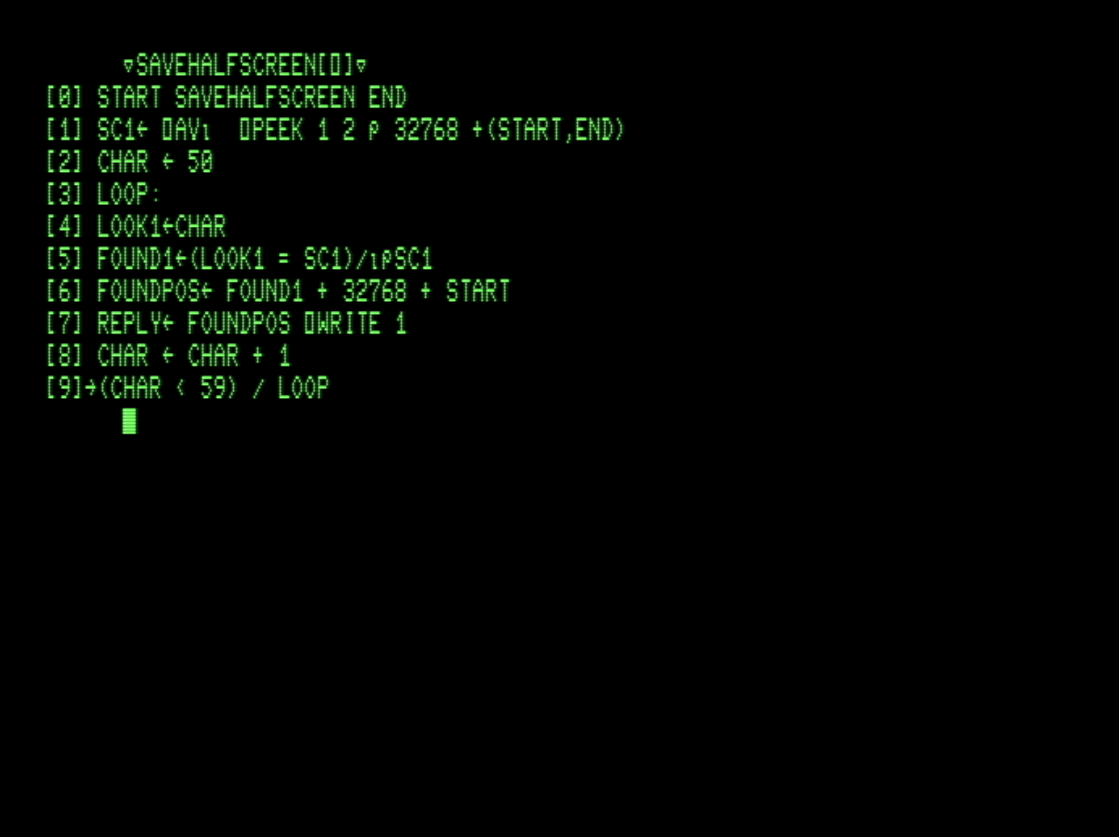 ∇SAVEHALFSCREEN[⎕]∇
[0] START SAVEHALFSCREEN END
[1] SC1← ⎕AV⍳  ⎕PEEK 1 2 ⍴ 32768 +(START,END)
[2] CHAR ← 50
[3] LOOP:
[4] LOOK1←CHAR
[5] FOUND1←(LOOK1 = SC1)/⍳⍴SC1
[6] FOUNDPOS← FOUND1 + 32768 + START
[7] REPLY← FOUNDPOS ⎕WRITE 1
[8] CHAR ← CHAR + 1
[9]→(CHAR < 59) / LOOP